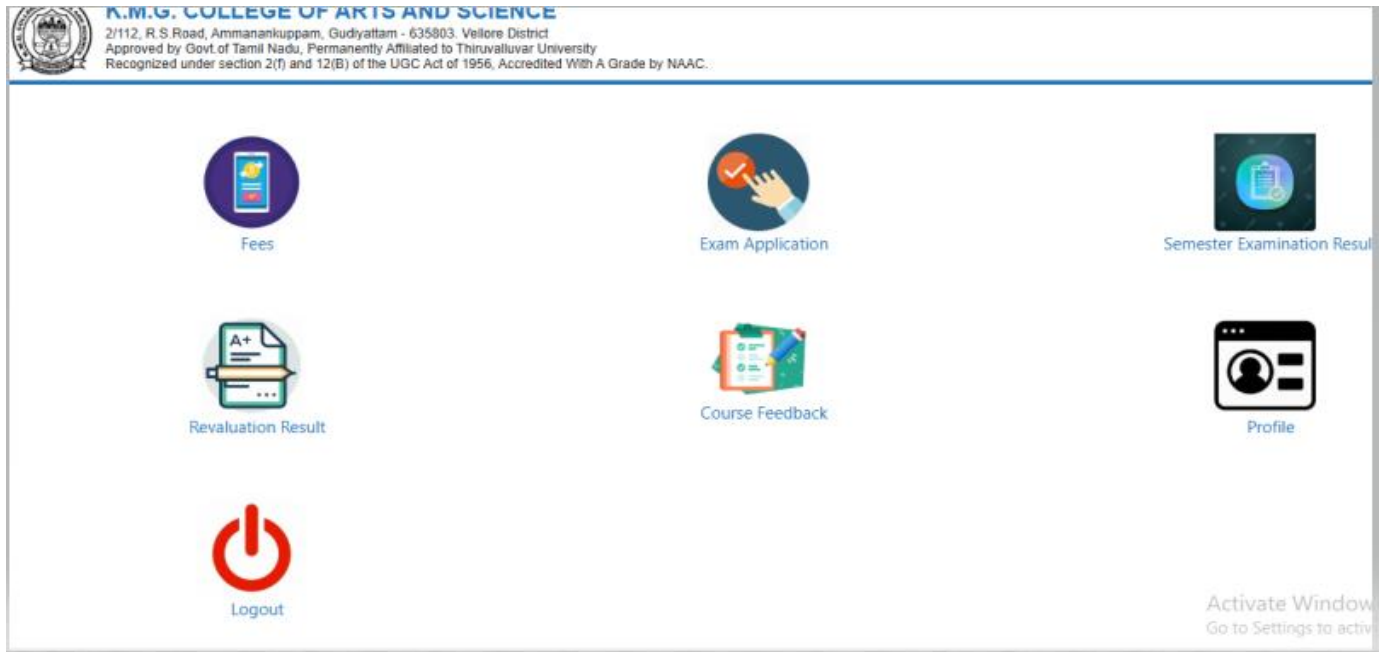 K.M.G. COLLEGE OF ARTS AND SCIENCE
2/112, R.S.Road, Ammanankuppam, Gudiyattam - 635803. Vellore District
Approved by Govt.of Tamil Nadu, Permanently Affiliated to Thiruvalluvar University
Recognized under section 2(f) and 12(B) of the UGC Act of 1956, Accredited With A Grade by NAAC.
Fees
Exam Application
Semester Examination Resul
A+
Revaluation Result
Course Feedback
Profile
Logout
Activate Window
Go to Settings to activ